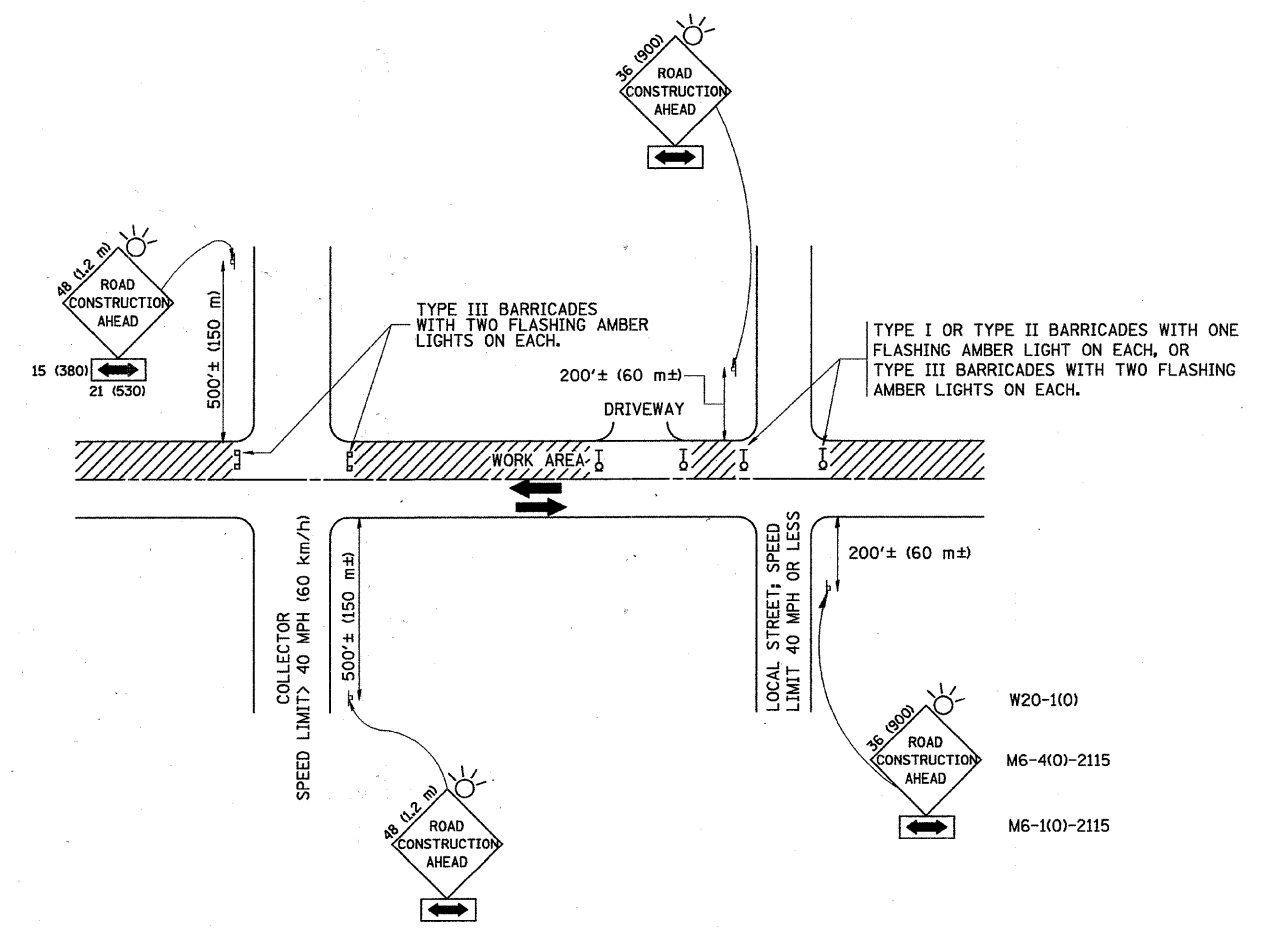 36 (900)
ROAD
CONSTRUCTION
AHEAD
48 (1.2 m)
ROAD
CONSTRUCTION
AHEAD
15 (380)
21 (530)
500'± (150 m)
TYPE III BARRICADES
WITH TWO FLASHING AMBER
LIGHTS ON EACH.
200'± (60 m±)
DRIVEWAY
TYPE I OR TYPE II BARRICADES WITH ONE
FLASHING AMBER LIGHT ON EACH, OR
TYPE III BARRICADES WITH TWO FLASHING
AMBER LIGHTS ON EACH.
WORK AREA
COLLECTOR
SPEED LIMIT> 40 MPH (60 km/h)
500'± (150 m±)
LOCAL STREET; SPEED
LIMIT 40 MPH OR LESS
200'± (60 m±)
36 (900)
ROAD
CONSTRUCTION
AHEAD
W20-1(O)
M6-4(O)-2115
M6-1(O)-2115
48 (1.2 m)
ROAD
CONSTRUCTION
AHEAD